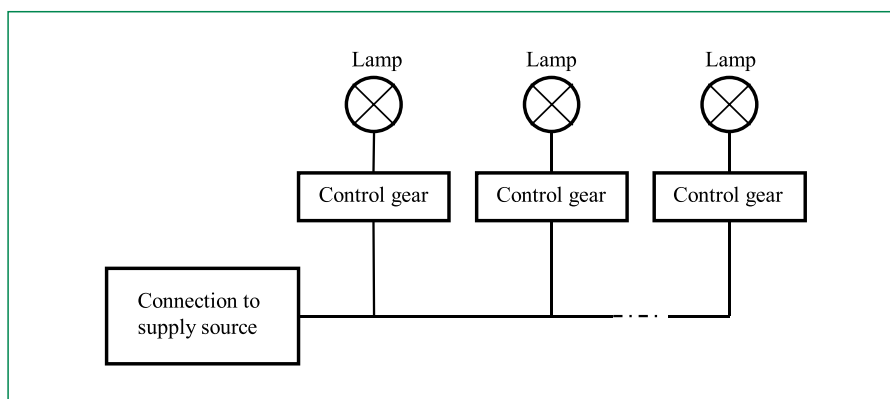 Lamp
Lamp
Lamp
Control gear
Control gear
Control gear
Connection to
supply source